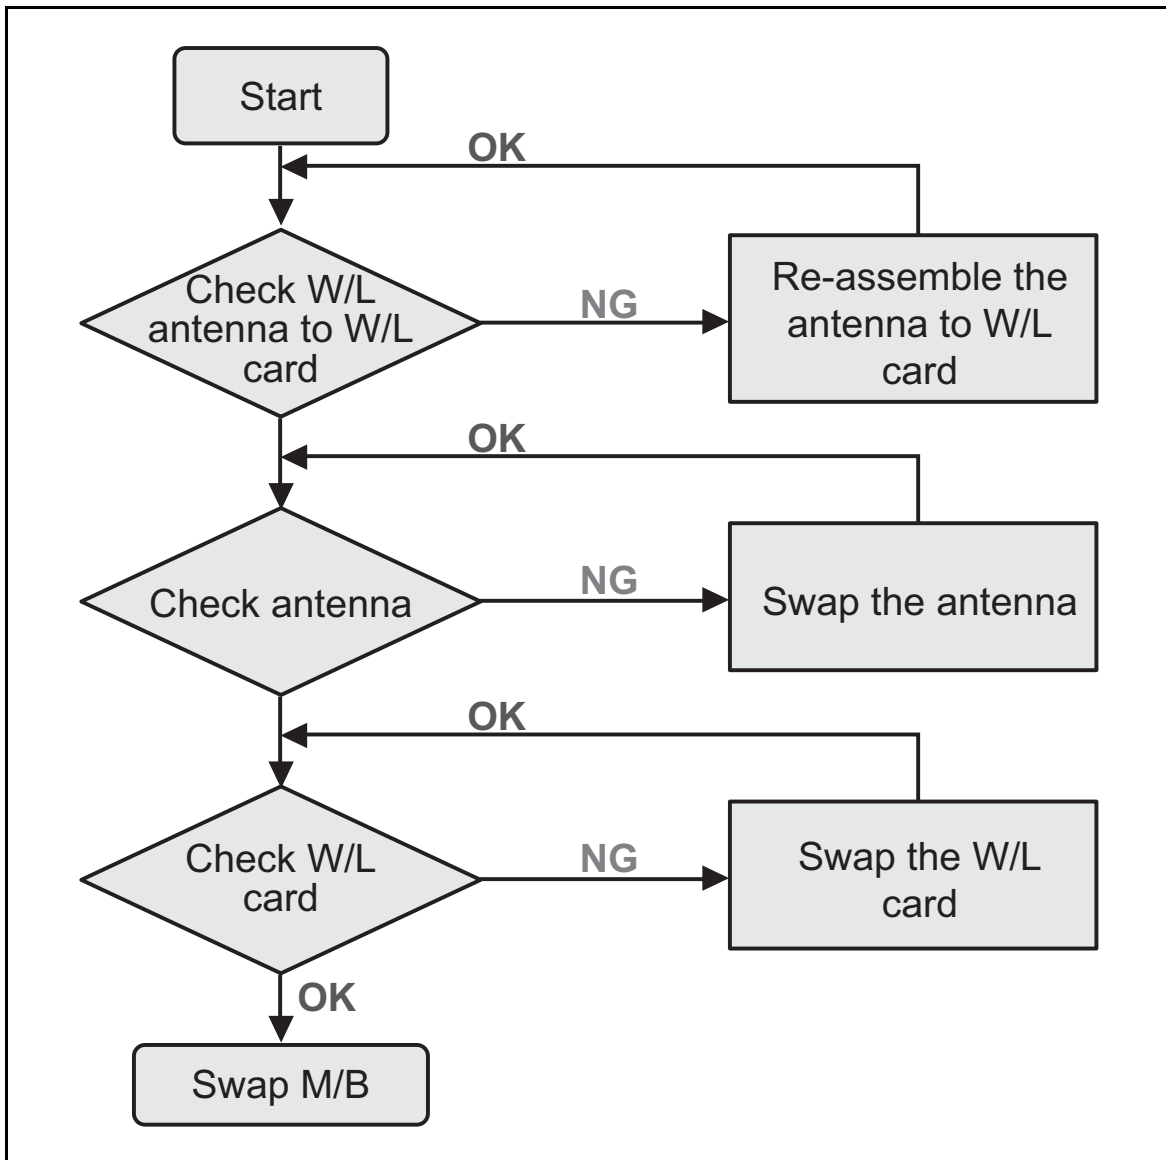 Start
OK
Check W/L
antenna to W/L
card
NG
Re-assemble the
antenna to W/L
card
OK
Check antenna
NG
Swap the antenna
OK
Check W/L
card
NG
Swap the W/L
card
OK
Swap M/B